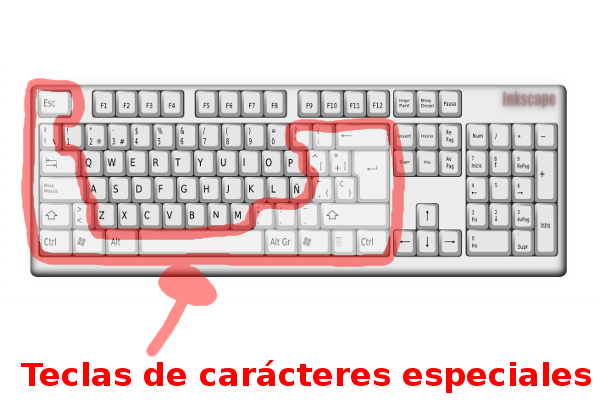 Esc F1 F2 F3 F4 F5 F6 F7 F8 F9 F10 F11 F12 Impr Pant Bloq Despl Pausa Inkscape
1 2 @ 3 # 4 5 6 7 8 9 0 = ? ← Insert Inicio Re Pag Num / * −
Q W E R T Y U I O P ^ [ * + ] Supr Fin Av Pag 7 Inicio 8 ↑ 9 RePag +
Bloq Mayús A S D F G H J K L Ñ { Ç } 4 ← 5 6 →
> < Z X C V B N M ; : ↑ 1 Fin 2 ↓ 3 AvPag Intro
Ctrl Alt Alt Gr Ctrl ← ↓ → 0 Ins . Supr
Teclas de carácteres especiales